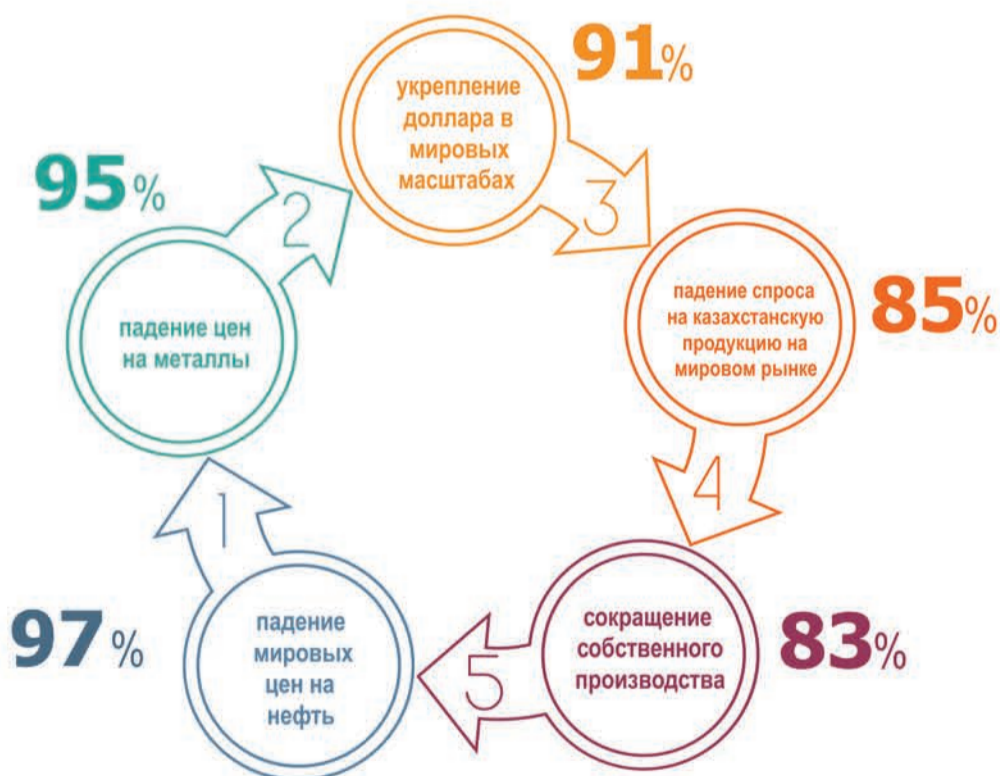 91%
укрепление
доллара в
мировых
масштабах
95%
2
3
падение цен
на металлы
падение спроса
на казахстанскую
продукцию на
мировом рынке
85%
1
4
97%
падение
мировых
цен на
нефть
5
сокращение
собственного
производства
83%